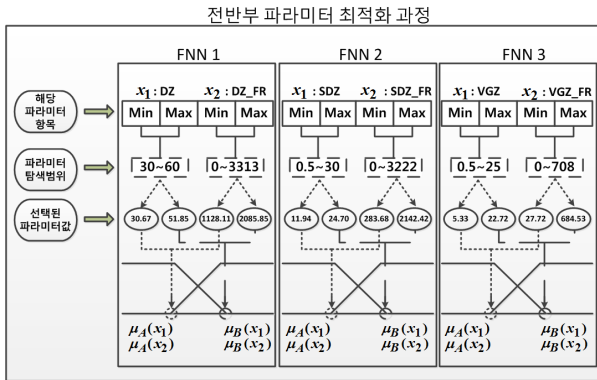 전반부 파라미터 최적화 과정
FNN 1
FNN 2
FNN 3
해당
파라미터
항목
x1 : DZ
x2 : DZ_FR
x1 : SDZ
x2 : SDZ_FR
x1 : VGZ
x2 : VGZ_FR
Min Max Min Max
Min Max Min Max
Min Max Min Max
파라미터
탐색범위
30~60
0~3313
0.5~30
0~3222
0.5~25
0~708
선택된
파라미터값
30.67
51.85
1128.11
2085.85
11.94
24.70
283.68
2142.42
5.33
22.72
27.72
684.53
μA(x1)
μA(x2)
μB(x1)
μB(x2)
μA(x1)
μA(x2)
μB(x1)
μB(x2)
μA(x1)
μA(x2)
μB(x1)
μB(x2)